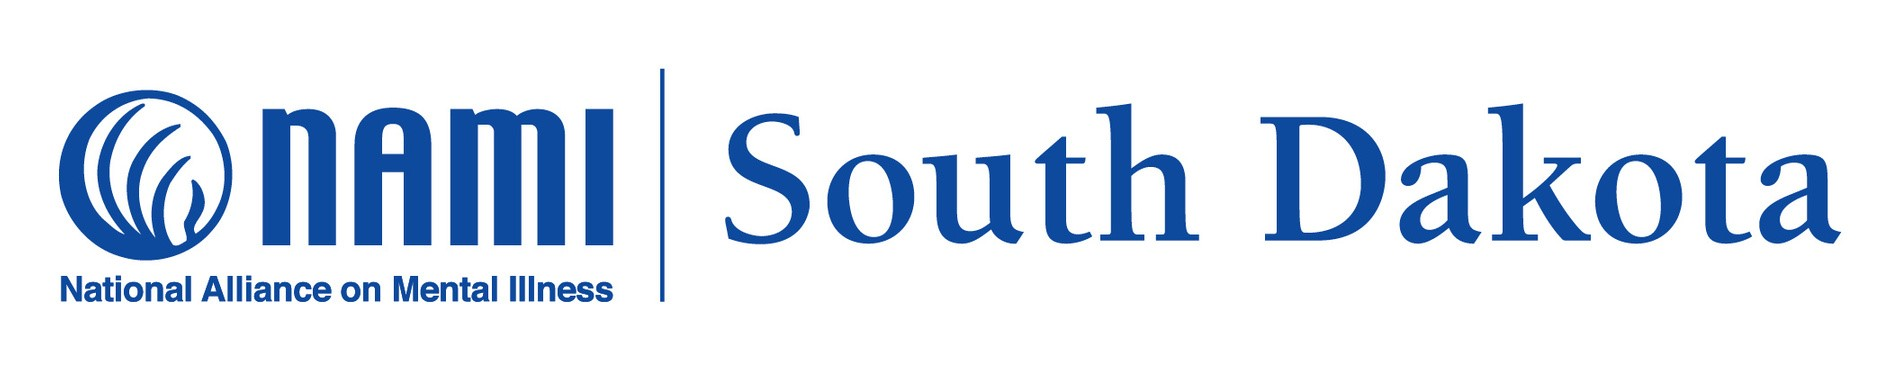 NAMI
National Alliance on Mental Illness
South Dakota